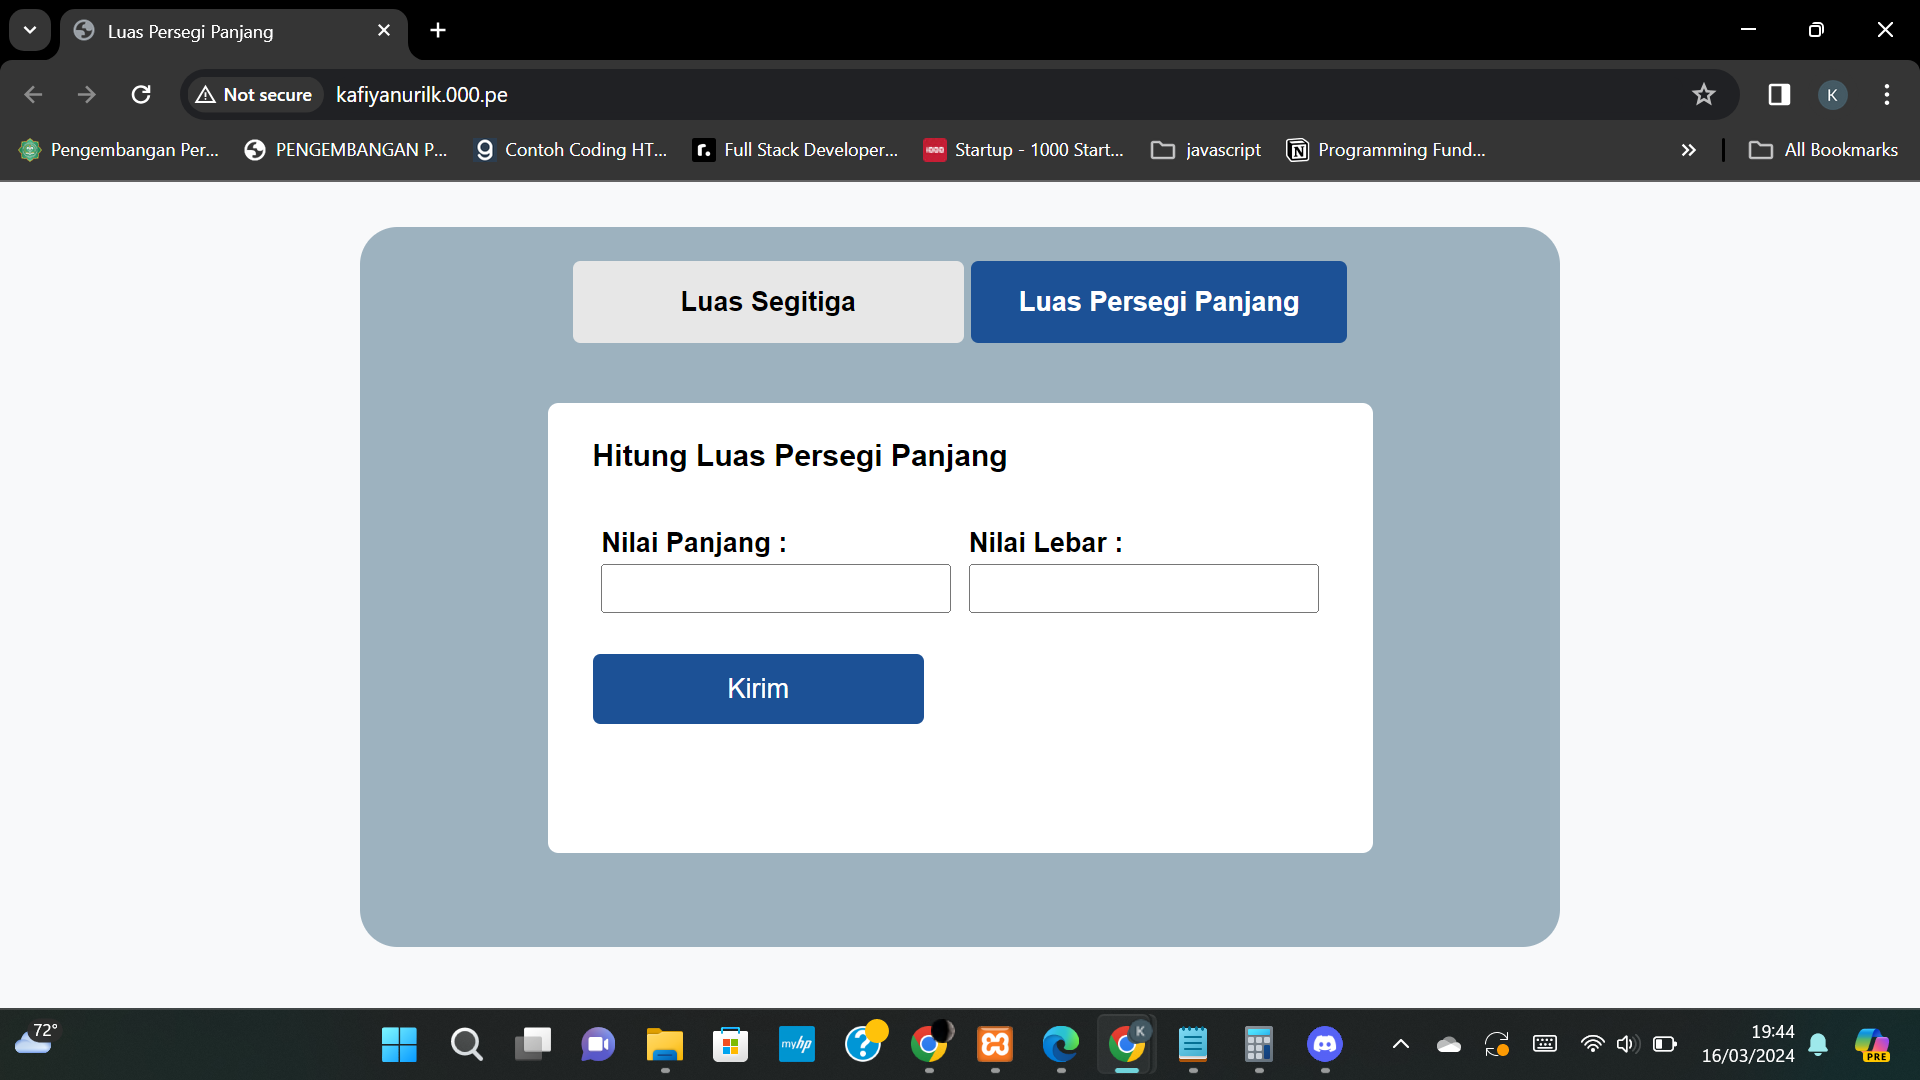 Luas Persegi Panjang
Not secure kafiyanurilk.000.pe
K
Pengembangan Per... PENGEMBANGAN P... Contoh Coding HT... Full Stack Developer... Startup - 1000 Start... javascript Programming Fund... All Bookmarks
Luas Segitiga Luas Persegi Panjang
Hitung Luas Persegi Panjang
Nilai Panjang : Nilai Lebar :
Kirim
72°
myhp
K
19:44
16/03/2024
PRE